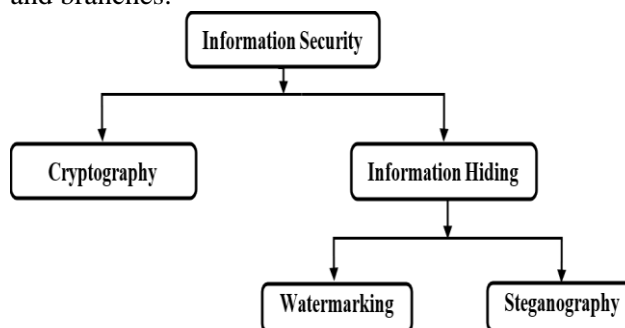 and branches.
Information Security
Cryptography
Information Hiding
Watermarking
Steganography